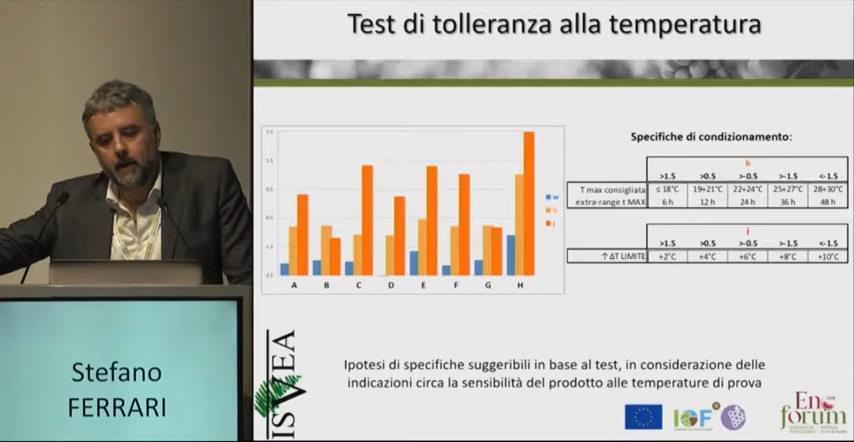 Test di tolleranza alla temperatura
Specifiche di condizionamento:
b
>1.5 >0.5 >-0.5 >-1.5 <-1.5
T max consigliata ≤ 18°C 19÷21°C 22÷24°C 25÷27°C 28÷30°C
extra-range t MAX 6 h 12 h 24 h 36 h 48 h
j
>1.5 >0.5 >-0.5 >-1.5 <-1.5
↑ ΔT LIMITE +2°C +4°C +6°C +8°C +10°C
w
b
j
A B C D E F G H
Stefano
FERRARI
ISVEA
Ipotesi di specifiche suggeribili in base al test, in considerazione delle
indicazioni circa la sensibilità del prodotto alle temperature di prova
En
forum